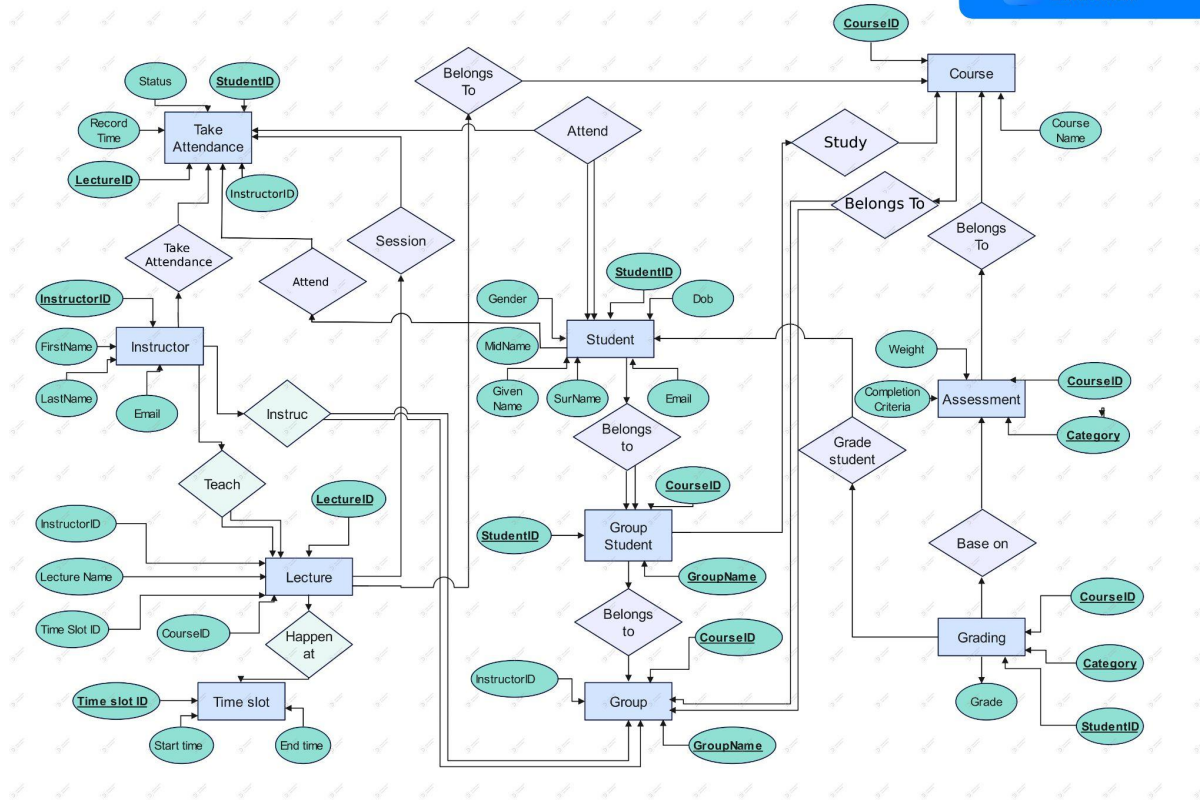 CourseID
Course
Course
Name
Belongs
To
Status
StudentID
Record
Time
Take
Attendance
LectureID
InstructorID
Attend
Study
Belongs To
Belongs
To
Take
Attendance
Attend
Session
InstructorID
FirstName
Instructor
LastName
Email
StudentID
Gender
Dob
MidName
Student
Given
Name
SurName
Email
Weight
Completion
Criteria
Assessment
CourseID
Category
Instruc
Belongs
to
Grade
student
Teach
LectureID
CourseID
InstructorID
StudentID
Group
Student
Base on
Lecture Name
Lecture
GroupName
Time Slot ID
CourseID
Happen
at
Belongs
to
CourseID
CourseID
Grading
Category
InstructorID
Group
Grade
StudentID
Time slot ID
Time slot
Start time
End time
GroupName